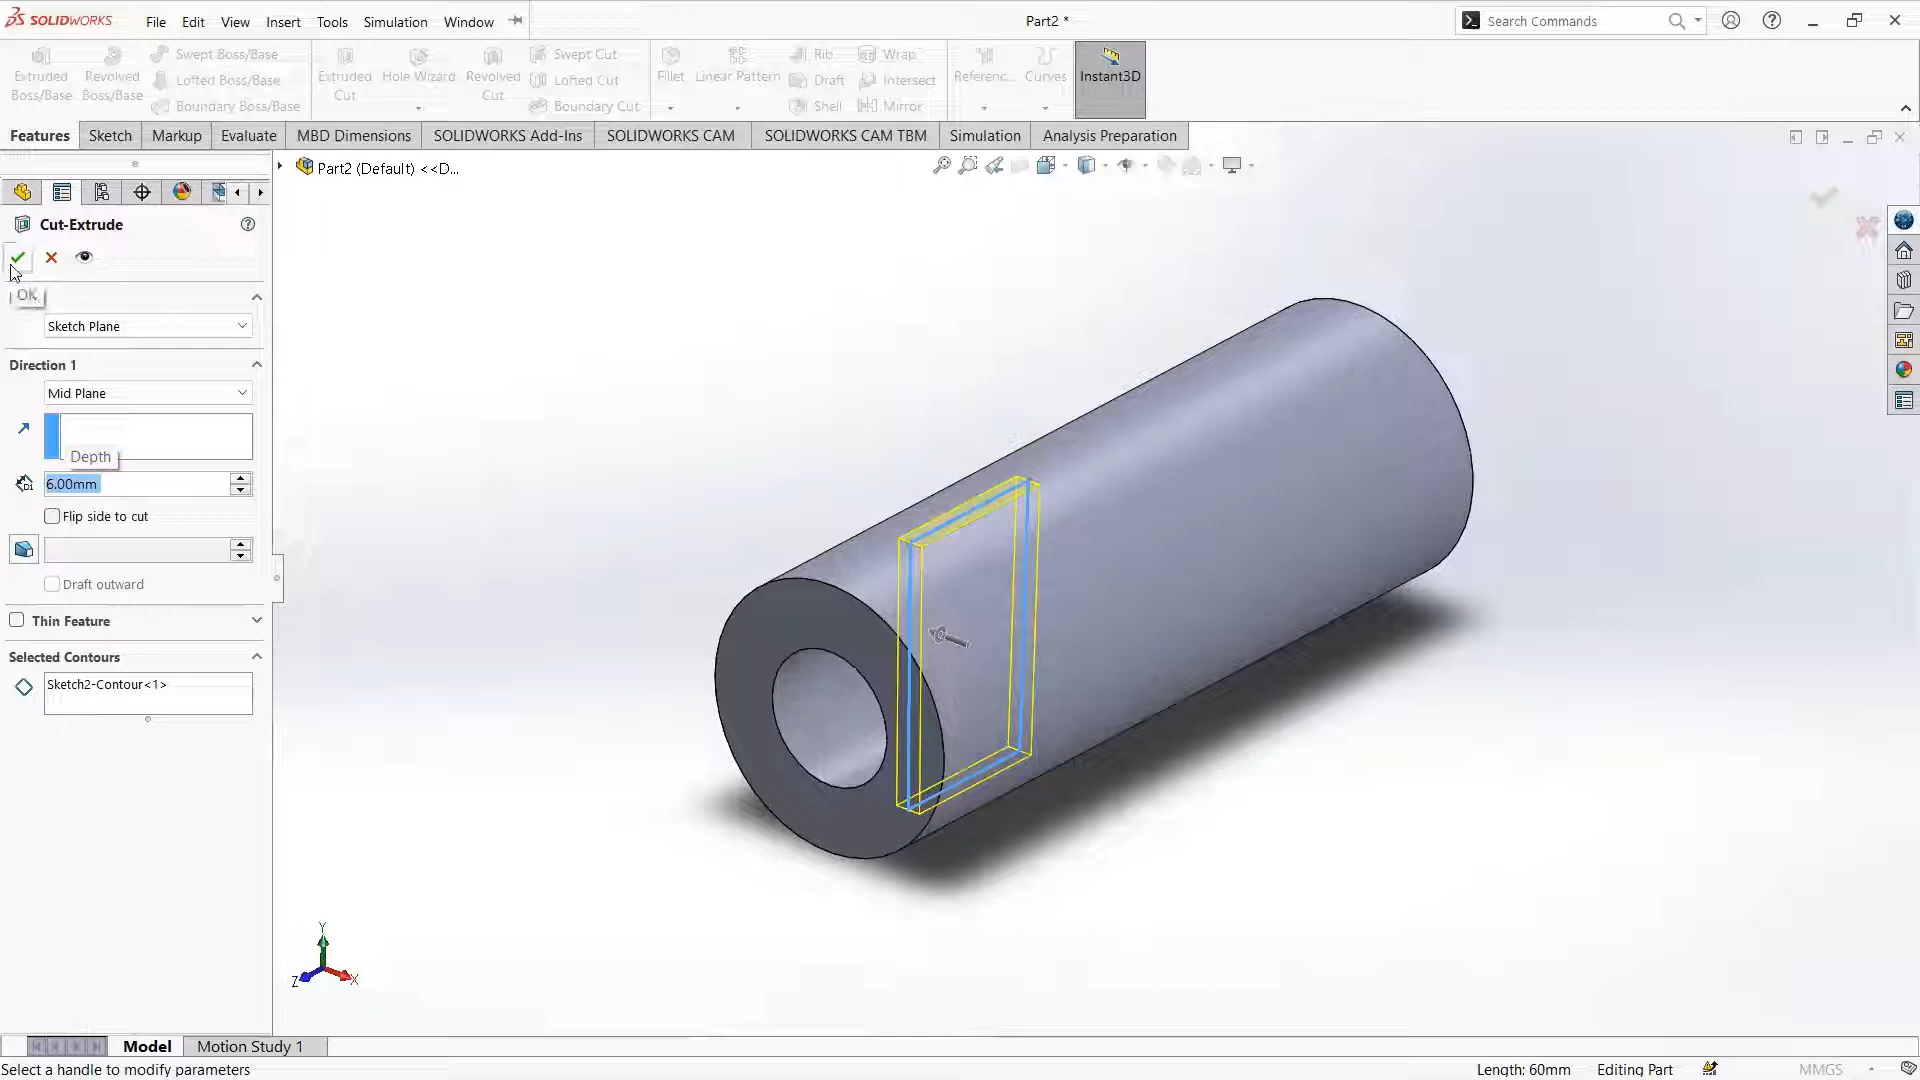 SOLIDWORKS File Edit View Insert Tools Simulation Window Part2 * Search Commands
Extruded Boss/Base
Revolved Boss/Base
Swept Boss/Base
Lofted Boss/Base
Boundary Boss/Base
Extruded Cut
Hole Wizard
Revolved Cut
Swept Cut
Lofted Cut
Boundary Cut
Fillet
Linear Pattern
Rib
Draft
Shell
Wrap
Intersect
Mirror
Referenc...
Curves
Instant3D
Features Sketch Markup Evaluate MBD Dimensions SOLIDWORKS Add-Ins SOLIDWORKS CAM SOLIDWORKS CAM TBM Simulation Analysis Preparation
Part2 (Default) <<D...
Cut-Extrude
OK
Sketch Plane
Direction 1
Mid Plane
Depth
D1
6.00mm
Flip side to cut
Draft outward
Thin Feature
Selected Contours
Sketch2-Contour<1>
Y
Z
X
Model Motion Study 1
Select a handle to modify parameters Length: 60mm Editing Part MMGS